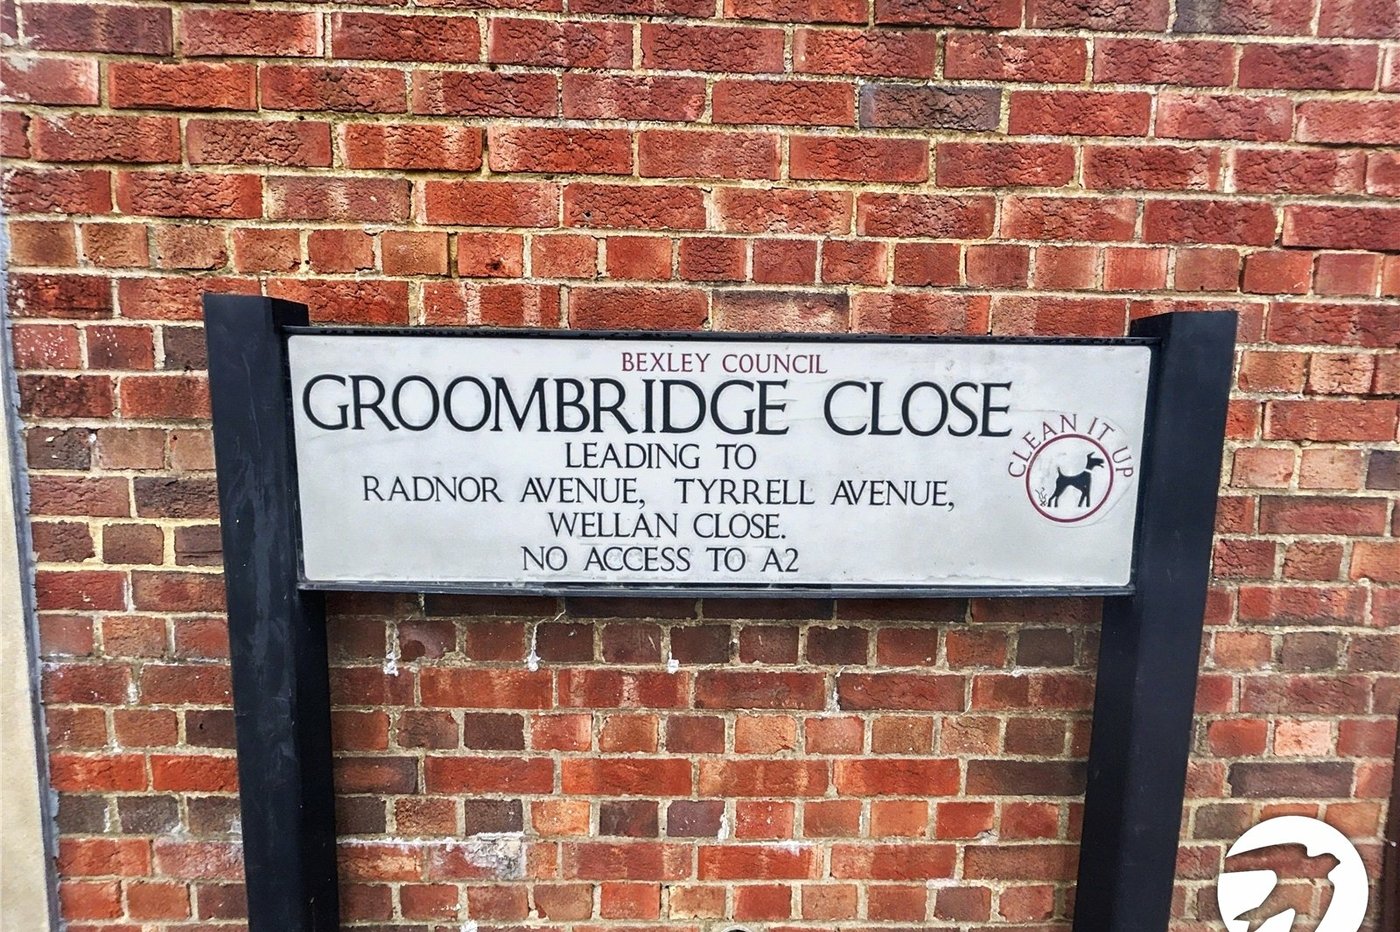 BEXLEY COUNCIL
GROOMBRIDGE CLOSE
LEADING TO
RADNOR AVENUE, TYRRELL AVENUE,
WELLAN CLOSE.
NO ACCESS TO A2
CLEAN IT UP